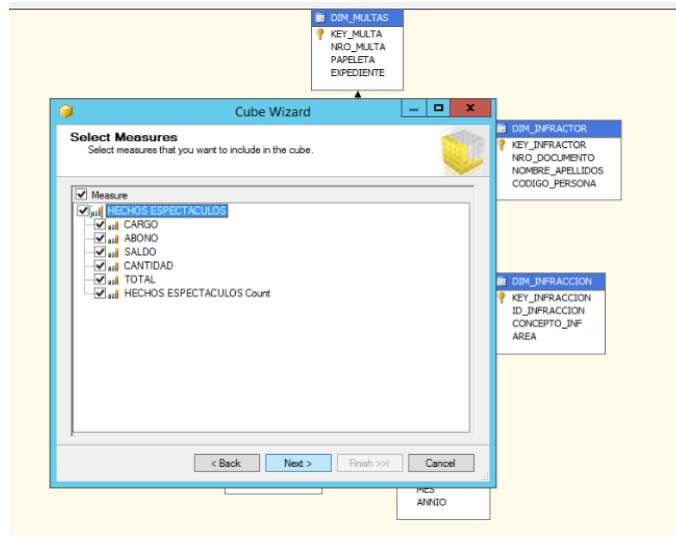 DIM_MULTAS
KEY_MULTA
NRO_MULTA
PAPELETA
EXPEDIENTE
Cube Wizard
Select Measures
Select measures that you want to include in the cube.
Measure
HECHOS ESPECTACULOS
CARGO
ABONO
SALDO
CANTIDAD
TOTAL
HECHOS ESPECTACULOS Count
< Back
Next >
Finish >>|
Cancel
DIM_INFRACTOR
KEY_INFRACTOR
NRO_DOCUMENTO
NOMBRE_APELLIDOS
CODIGO_PERSONA
DIM_INFRACCION
KEY_INFRACCION
ID_INFRACCION
CONCEPTO_INF
AREA
MES
ANNIO